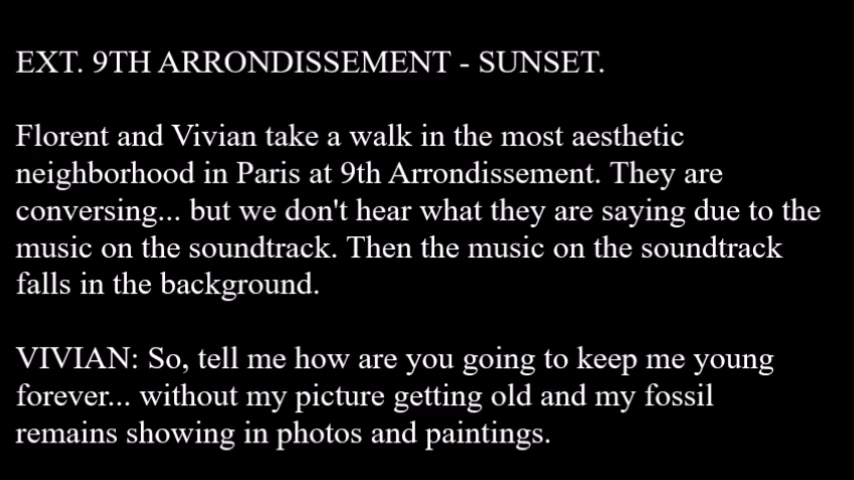 EXT. 9TH ARRONDISSEMENT - SUNSET.
Florent and Vivian take a walk in the most aesthetic
neighborhood in Paris at 9th Arrondissement. They are
conversing... but we don't hear what they are saying due to the
music on the soundtrack. Then the music on the soundtrack
falls in the background.
VIVIAN: So, tell me how are you going to keep me young
forever... without my picture getting old and my fossil
remains showing in photos and paintings.